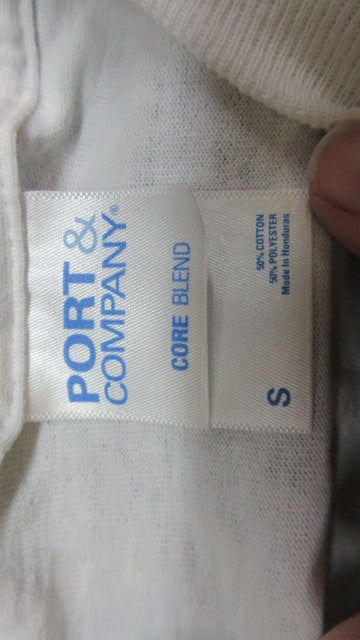 PORT &
COMPANY®
CORE BLEND
50% COTTON
50% POLYESTER
Made In Honduras
S